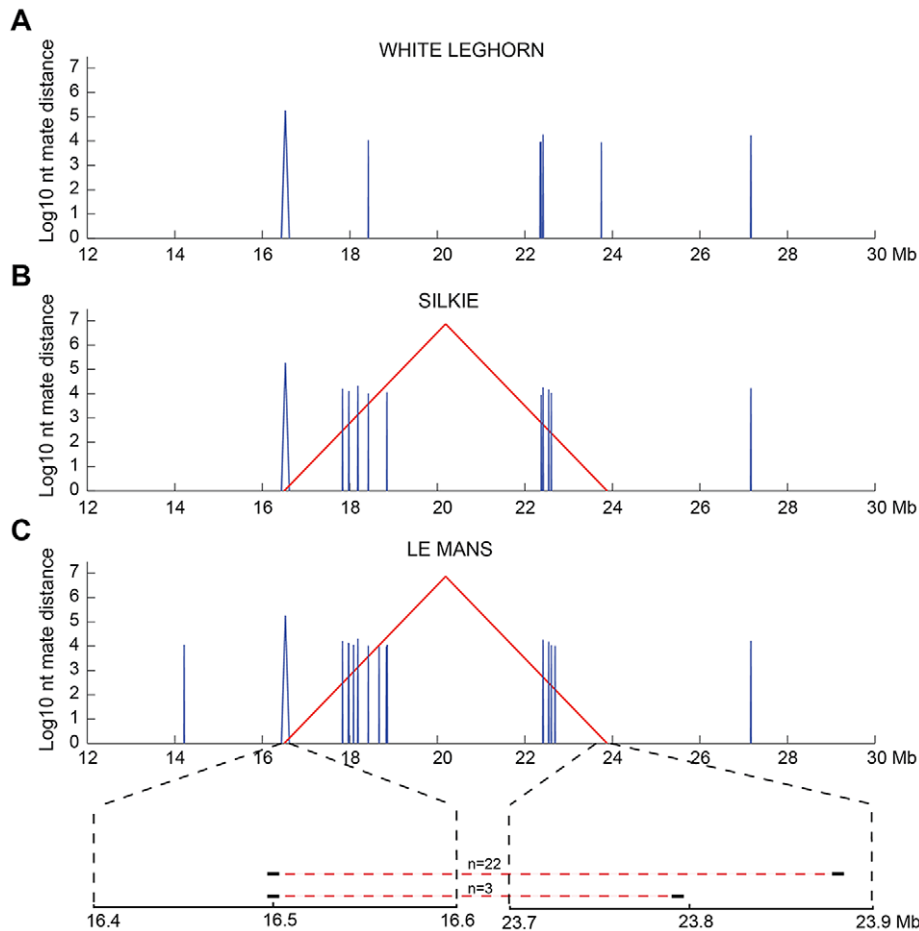 A
WHITE LEGHORN
Log10 nt mate distance
7
6
5
4
3
2
1
0
12 14 16 18 20 22 24 26 28 30 Mb
B
SILKIE
Log10 nt mate distance
7
6
5
4
3
2
1
0
12 14 16 18 20 22 24 26 28 30 Mb
C
LE MANS
Log10 nt mate distance
7
6
5
4
3
2
1
0
12 14 16 18 20 22 24 26 28 30 Mb
n=22
n=3
16.4 16.5 16.6 23.7 23.8 23.9 Mb